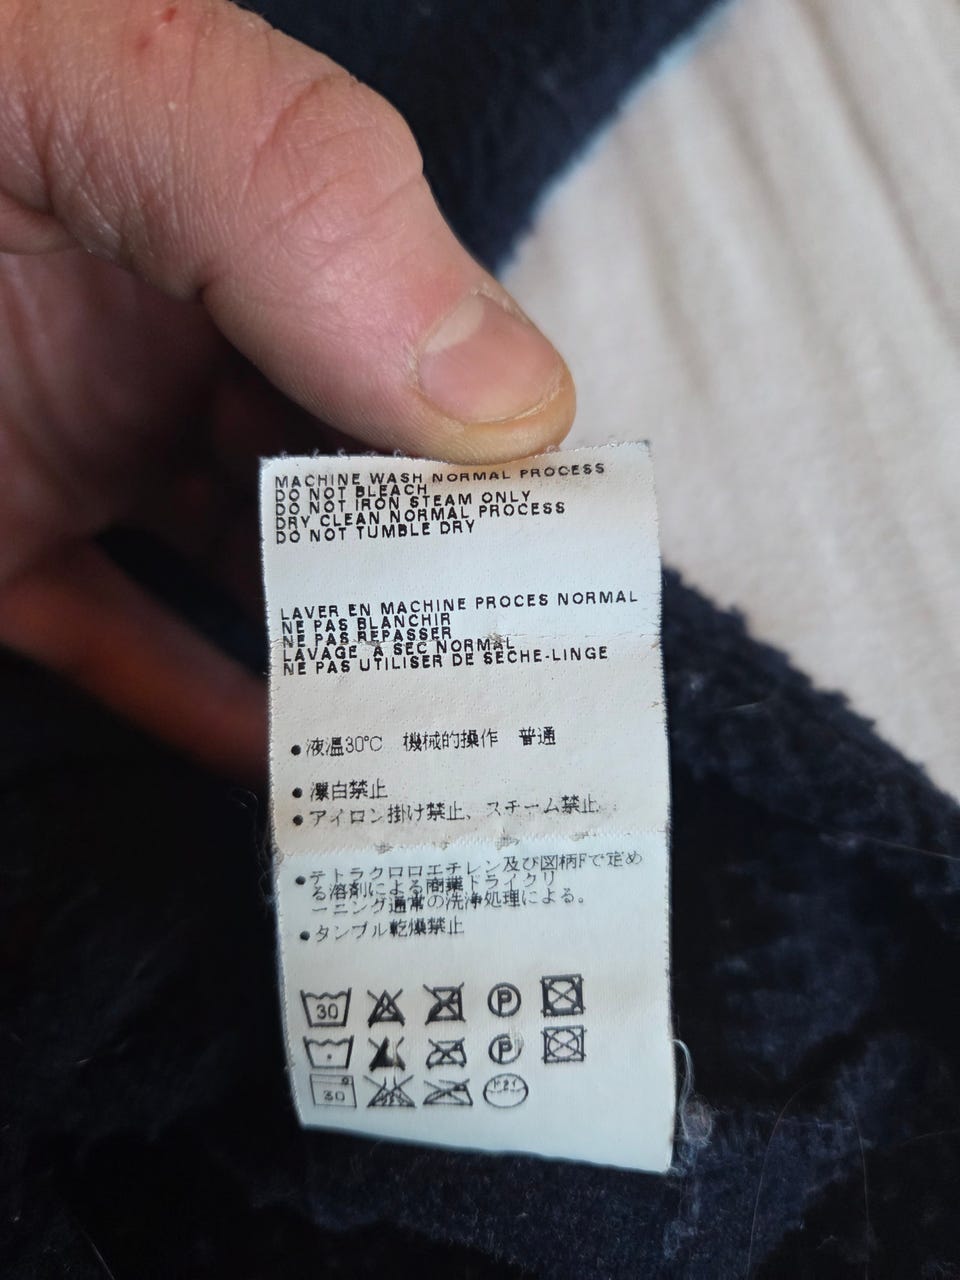 MACHINE WASH NORMAL PROCESS
DO NOT BLEACH
DO NOT IRON STEAM ONLY
DRY CLEAN NORMAL PROCESS
DO NOT TUMBLE DRY
LAVER EN MACHINE PROCES NORMAL
NE PAS BLANCHIR
NE PAS REPASSER
LAVAGE A SEC NORMAL
NE PAS UTILISER DE SECHE-LINGE
●液温30℃ 機械的操作 普通
●漂白禁止
●アイロン掛け禁止、スチーム禁止
●テトラクロロエチレン及び図柄Fで定め
る溶剤による商業ドライクリ
ーニング通常の洗浄処理による。
●タンブル乾燥禁止
30 P
P
30 ドライ